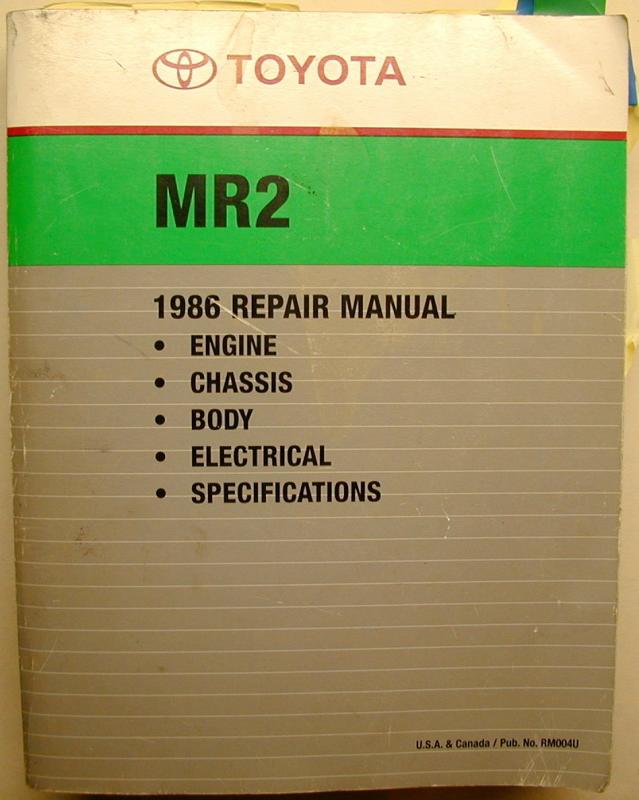 TOYOTA
MR2
1986 REPAIR MANUAL
• ENGINE
• CHASSIS
• BODY
• ELECTRICAL
• SPECIFICATIONS
U.S.A. & Canada / Pub. No. RM004U